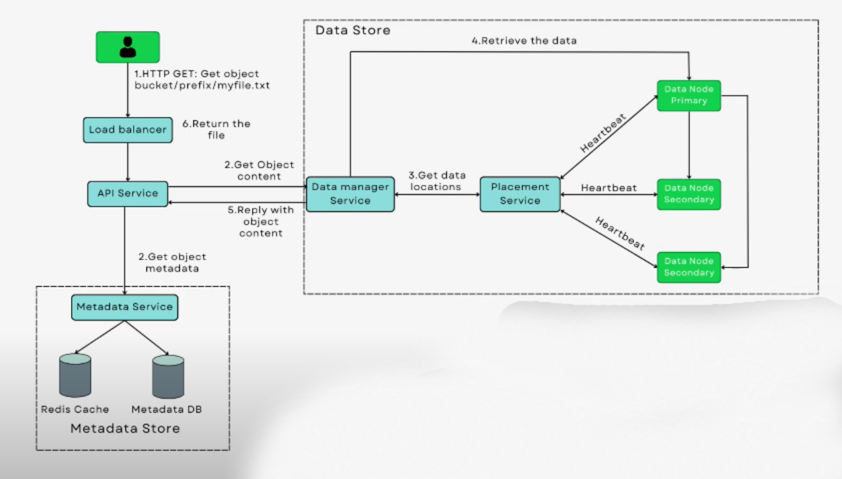 Data Store
4.Retrieve the data
1.HTTP GET: Get object
bucket/prefix/myfile.txt
Data Node
Primary
Load balancer
6.Return the
file
Heartbeat
2.Get Object
content
3.Get data
locations
API Service
Data manager
Service
Placement
Service
Heartbeat
Data Node
Secondary
5.Reply with
object
content
Heartbeat
2.Get object
metadata
Data Node
Secondary
Metadata Service
Redis Cache
Metadata DB
Metadata Store